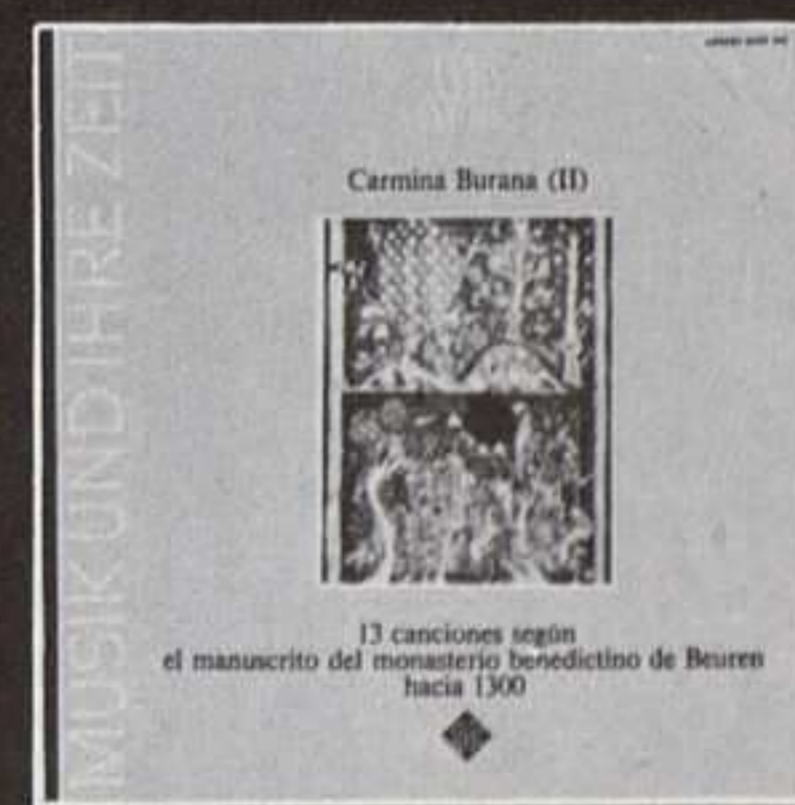 MUSIK UND IHRE ZEIT
Carmina Burana (II)
13 canciones según
el manuscrito del monasterio benedictino de Beuren
hacia 1300